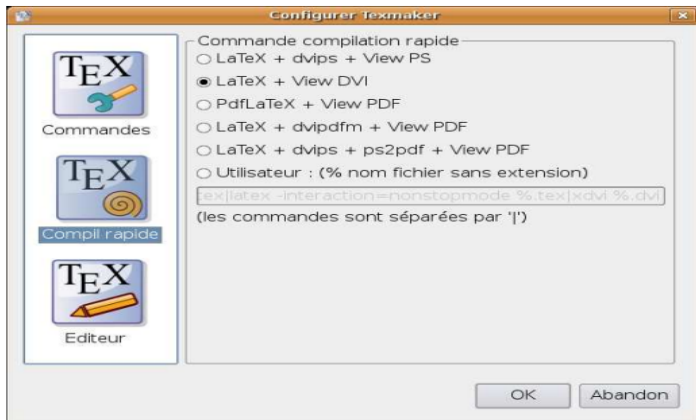 Configurer Texmaker
TEX
Commandes
TEX
Compil rapide
TEX
Editeur
Commande compilation rapide
LaTeX + dvips + View PS
LaTeX + View DVI
PdfLaTeX + View PDF
LaTeX + dvipdfm + View PDF
LaTeX + dvips + ps2pdf + View PDF
Utilisateur : (% nom fichier sans extension)
tex|latex -interaction=nonstopmode %.tex|xdvi %.dvi
(les commandes sont séparées par '|')
OK
Abandon